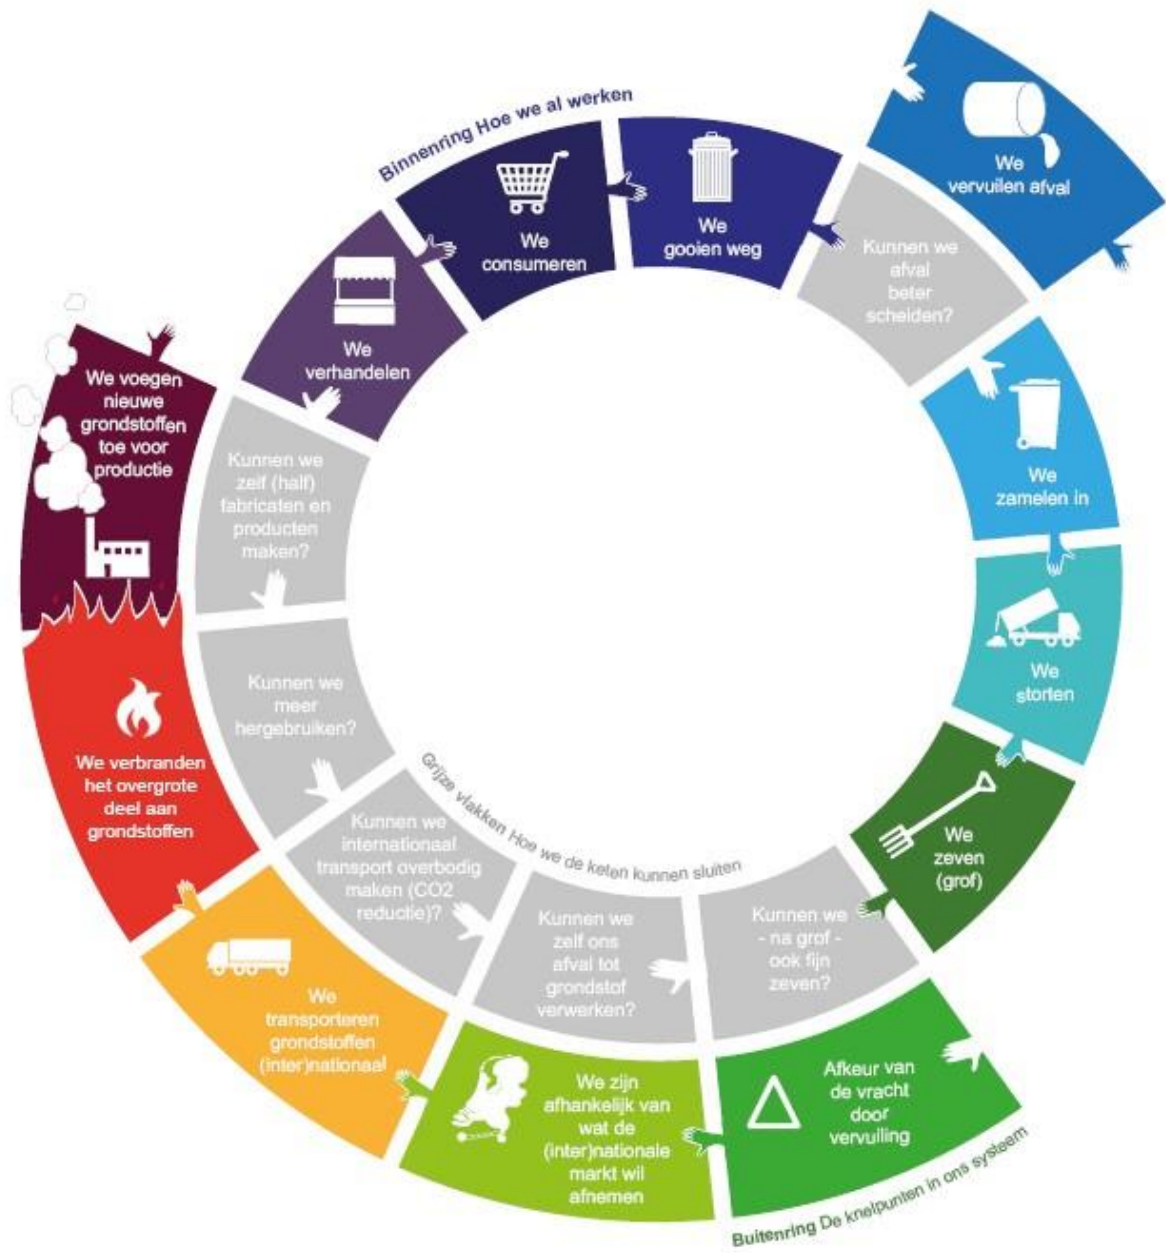 Binnenring Hoe we al werken
We
consumeren
We
gooien weg
Kunnen we
afval
beter
scheiden?
We
vervuilen afval
We
zamelen in
We
storten
We
zeven
(grof)
Kunnen we
- na grof -
ook fijn
zeven?
Afkeur van
de vracht
door
vervuiling
Buitenring De knelpunten in ons systeem
Kunnen we
zelf ons
afval tot
grondstof
verwerken?
We zijn
afhankelijk van
wat de
(inter)nationale
markt wil
afnemen
Grijze vlakken Hoe we de keten kunnen sluiten
Kunnen we
internationaal
transport overbodig
maken (CO2
reductie)?
We
transporteren
grondstoffen
(inter)nationaal
Kunnen we
meer
hergebruiken?
We verbranden
het overgrote
deel aan
grondstoffen
Kunnen we
zelf (half)
fabricaten en
producten
maken?
We voegen
nieuwe
grondstoffen
toe voor
productie
We
verhandelen